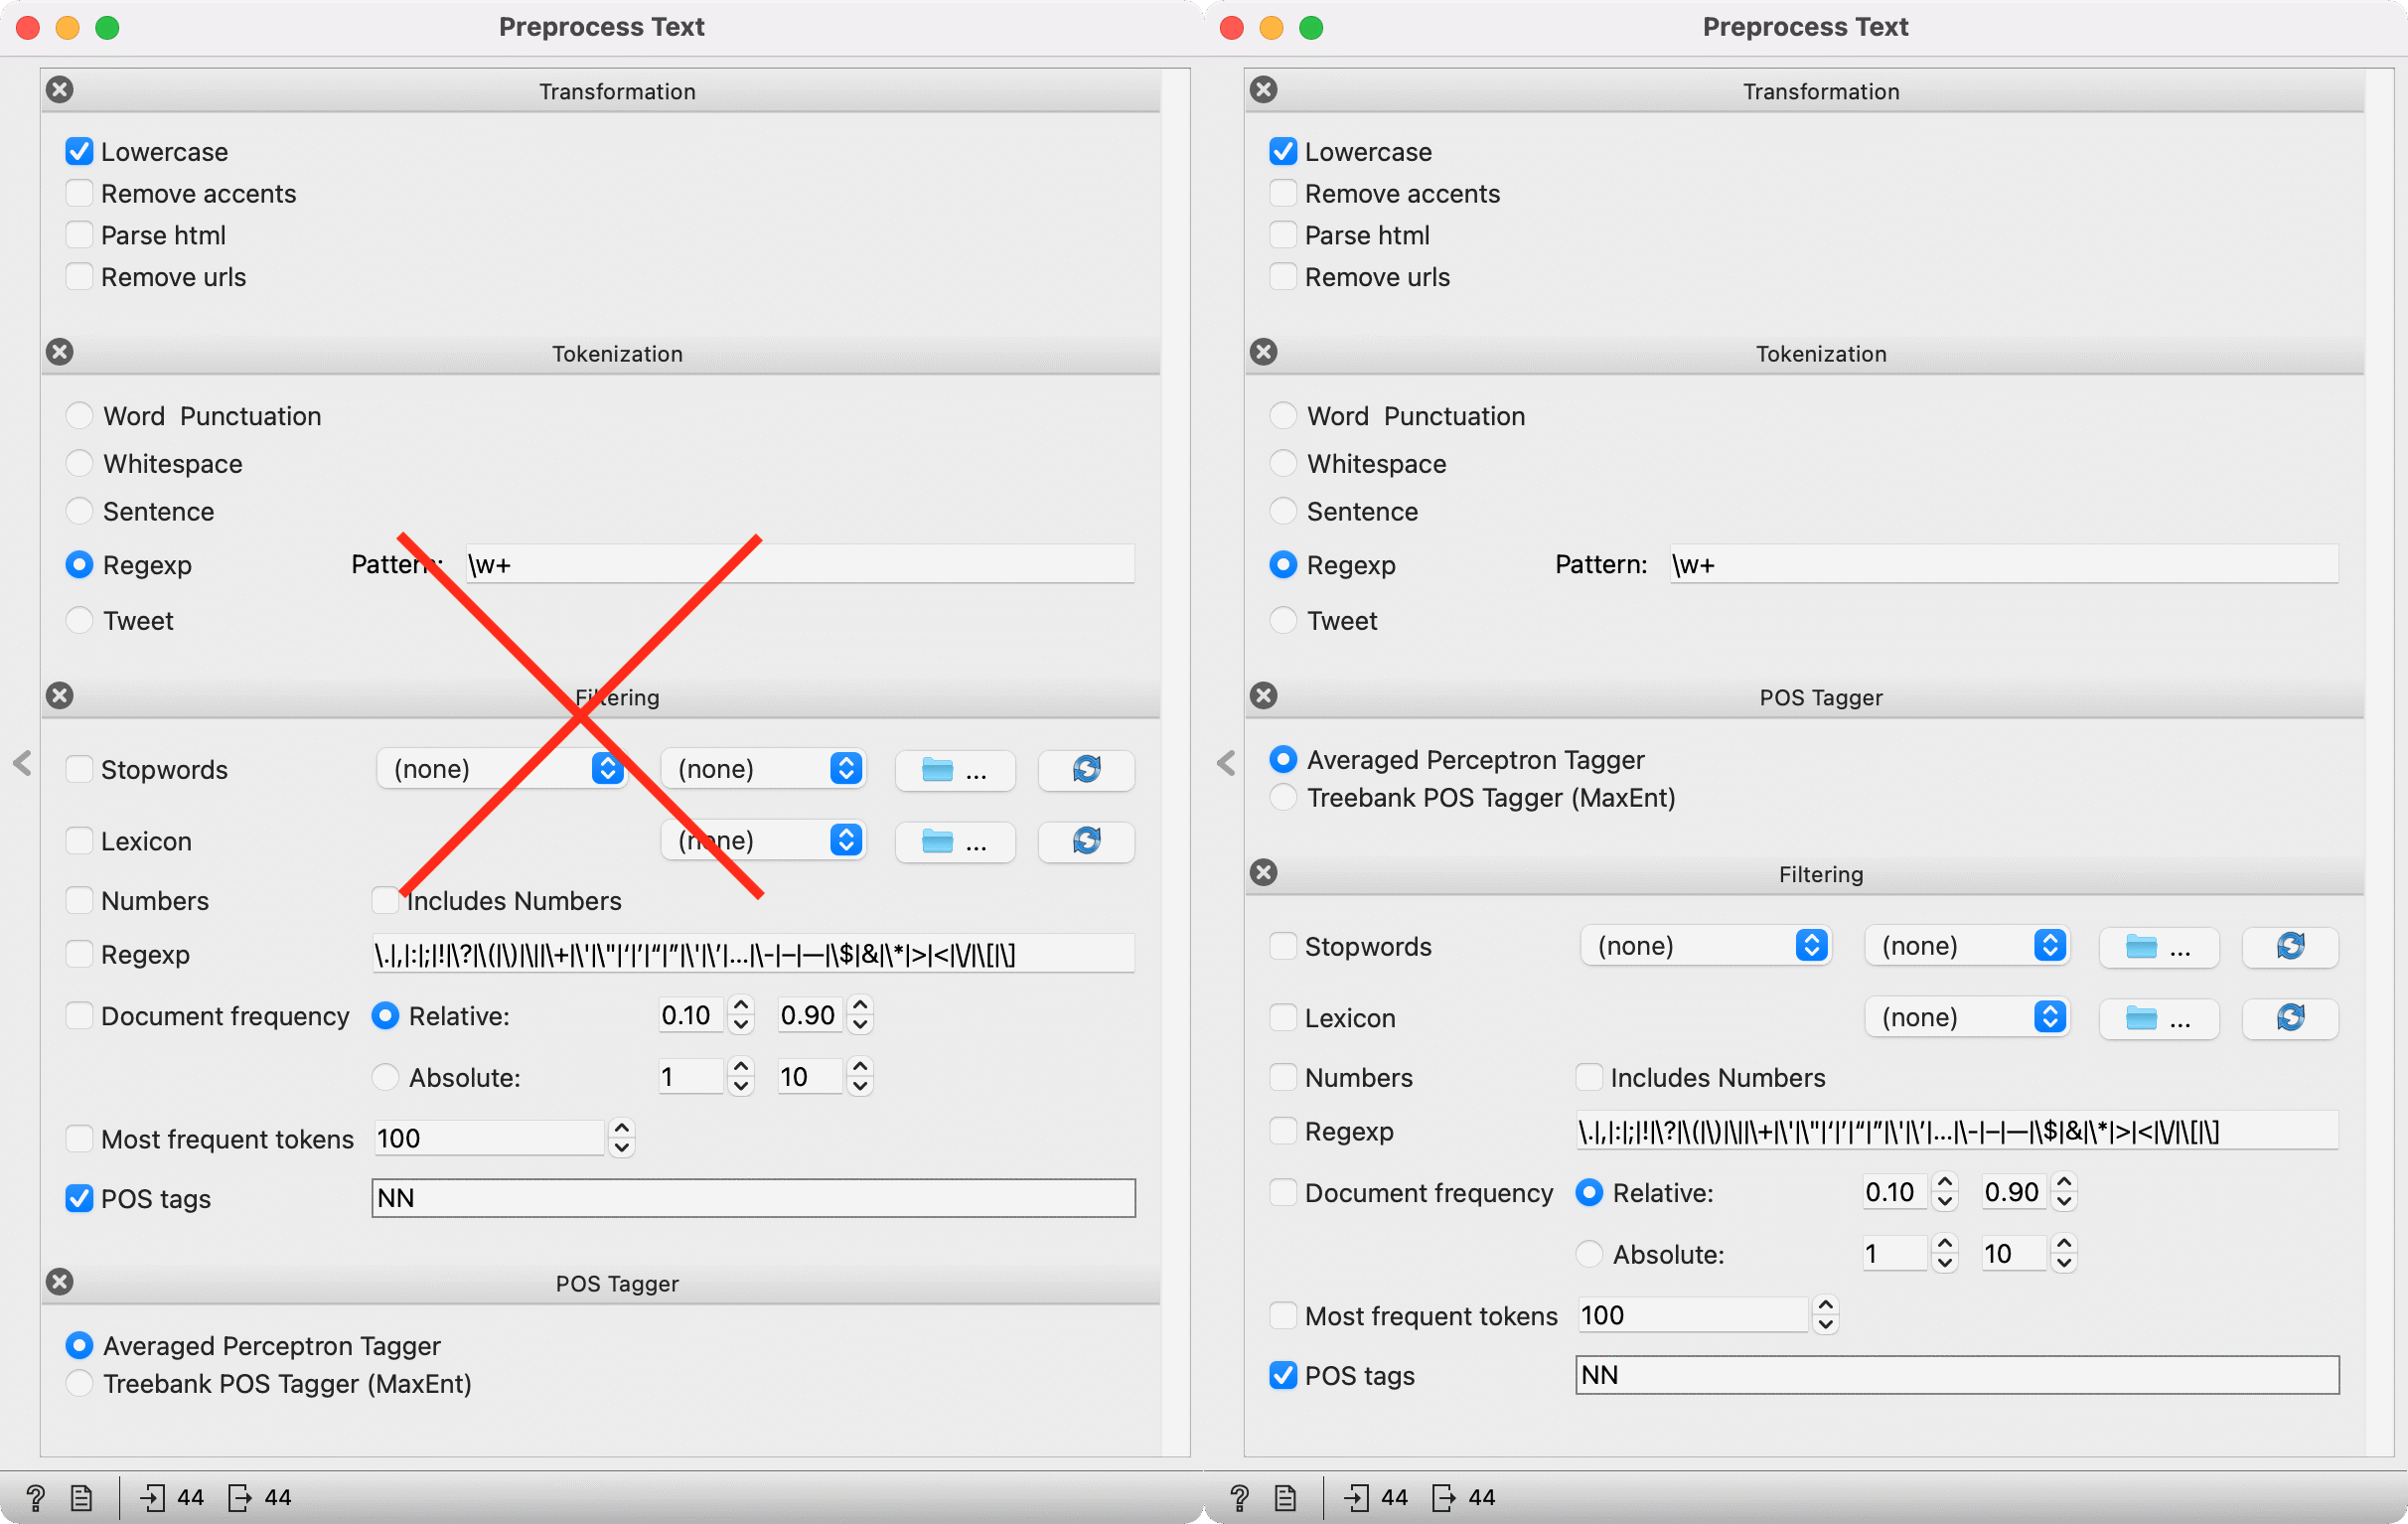 Preprocess Text
Transformation
Lowercase
Remove accents
Parse html
Remove urls
Tokenization
Word Punctuation
Whitespace
Sentence
Regexp Pattern: \w+
Tweet
Filtering
Stopwords (none) (none) ...
Lexicon (none) ...
Numbers Includes Numbers
Regexp \.|,|:|;|!|\?|\(|\)|\||\+|\'|\"|‘|’|“|”|\'|\’|…|\-|–|—|\$|&|\*|>|<|\/|\[|\]
Document frequency Relative: 0.10 0.90
Absolute: 1 10
Most frequent tokens 100
POS tags NN
POS Tagger
Averaged Perceptron Tagger
Treebank POS Tagger (MaxEnt)
? 44 44
Preprocess Text
Transformation
Lowercase
Remove accents
Parse html
Remove urls
Tokenization
Word Punctuation
Whitespace
Sentence
Regexp Pattern: \w+
Tweet
POS Tagger
Averaged Perceptron Tagger
Treebank POS Tagger (MaxEnt)
Filtering
Stopwords (none) (none) ...
Lexicon (none) ...
Numbers Includes Numbers
Regexp \.|,|:|;|!|\?|\(|\)|\||\+|\'|\"|‘|’|“|”|\'|\’|…|\-|–|—|\$|&|\*|>|<|\/|\[|\]
Document frequency Relative: 0.10 0.90
Absolute: 1 10
Most frequent tokens 100
POS tags NN
? 44 44